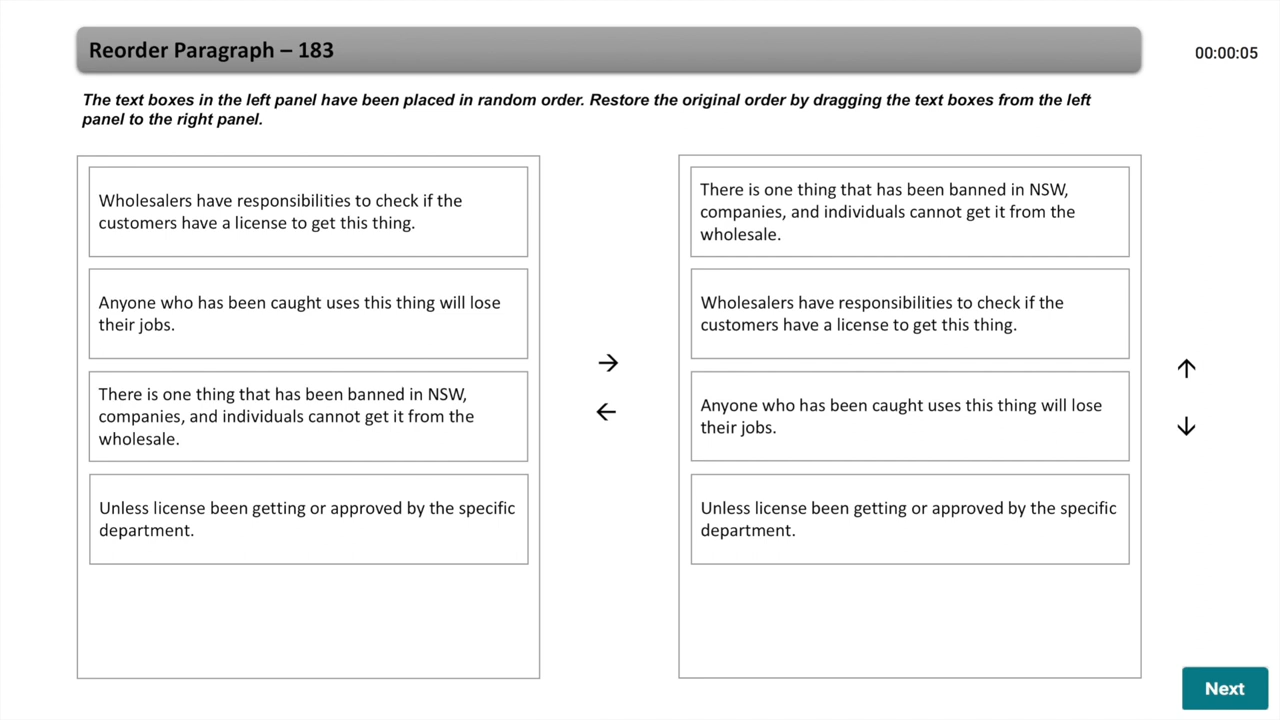 Reorder Paragraph – 183
00:00:05
The text boxes in the left panel have been placed in random order. Restore the original order by dragging the text boxes from the left
panel to the right panel.
Wholesalers have responsibilities to check if the
customers have a license to get this thing.
Anyone who has been caught uses this thing will lose
their jobs.
There is one thing that has been banned in NSW,
companies, and individuals cannot get it from the
wholesale.
Unless license been getting or approved by the specific
department.
There is one thing that has been banned in NSW,
companies, and individuals cannot get it from the
wholesale.
Wholesalers have responsibilities to check if the
customers have a license to get this thing.
Anyone who has been caught uses this thing will lose
their jobs.
Unless license been getting or approved by the specific
department.
Next